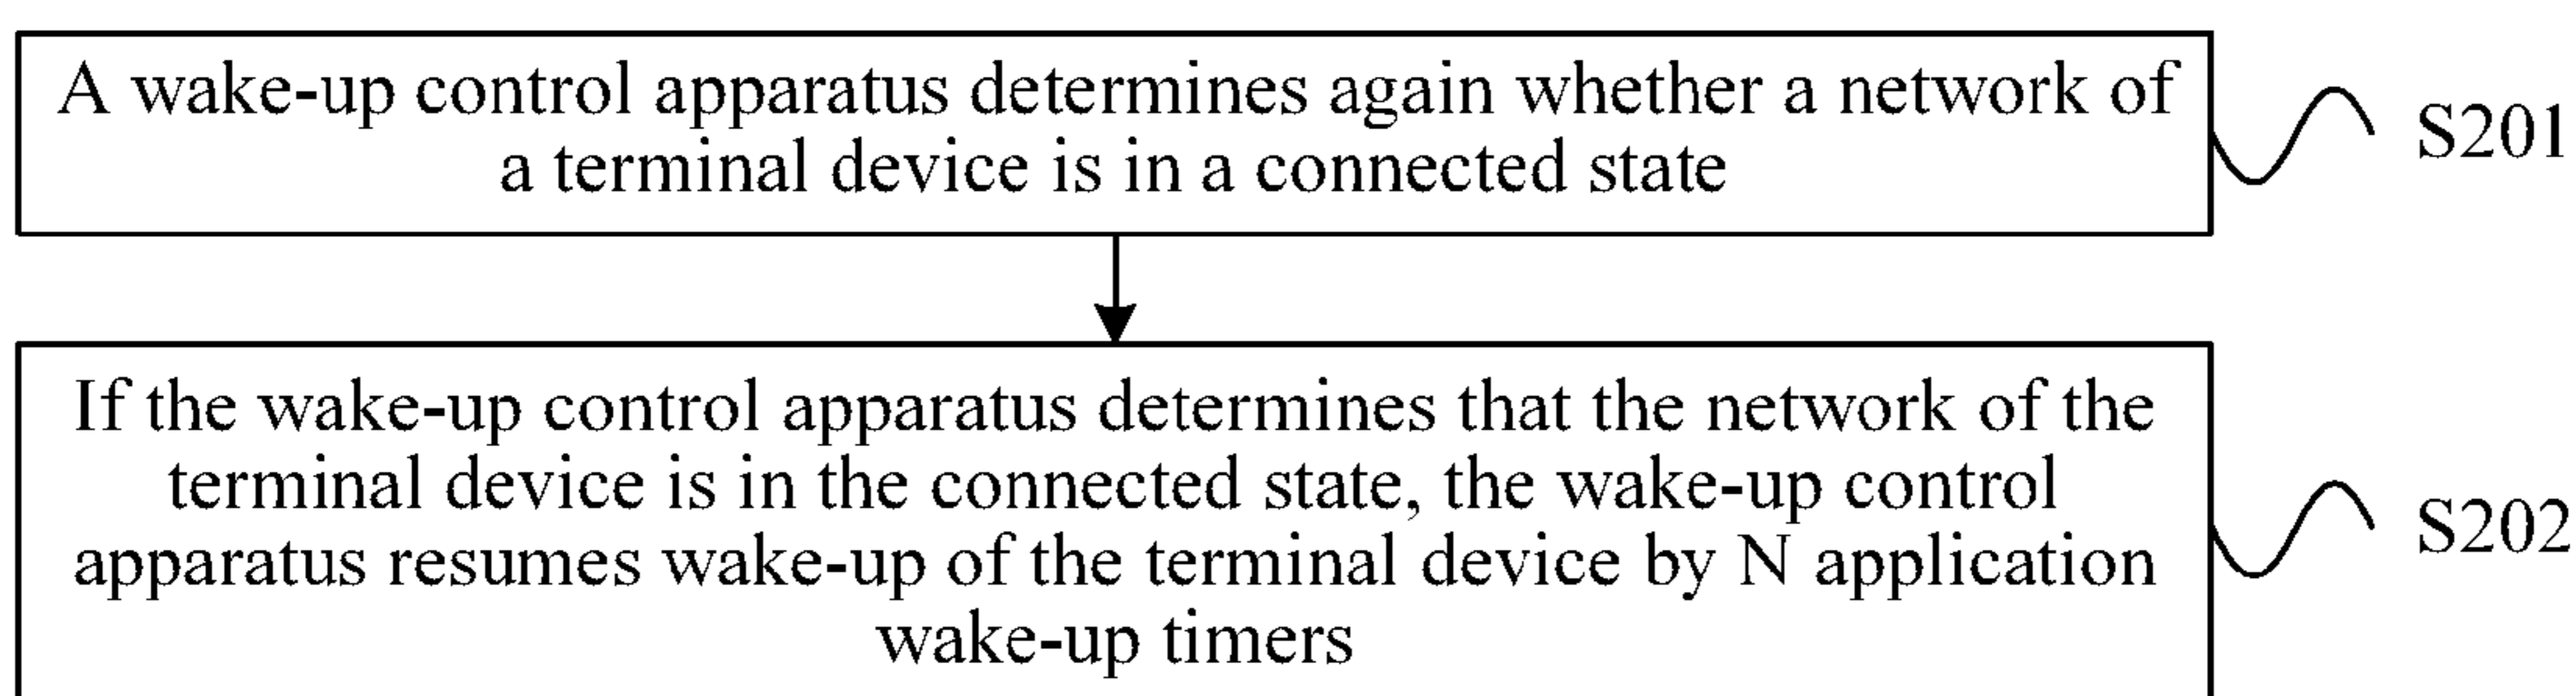 A wake-up control apparatus determines again whether a network of
a terminal device is in a connected state
S201
If the wake-up control apparatus determines that the network of the
terminal device is in the connected state, the wake-up control
apparatus resumes wake-up of the terminal device by N application
wake-up timers
S202